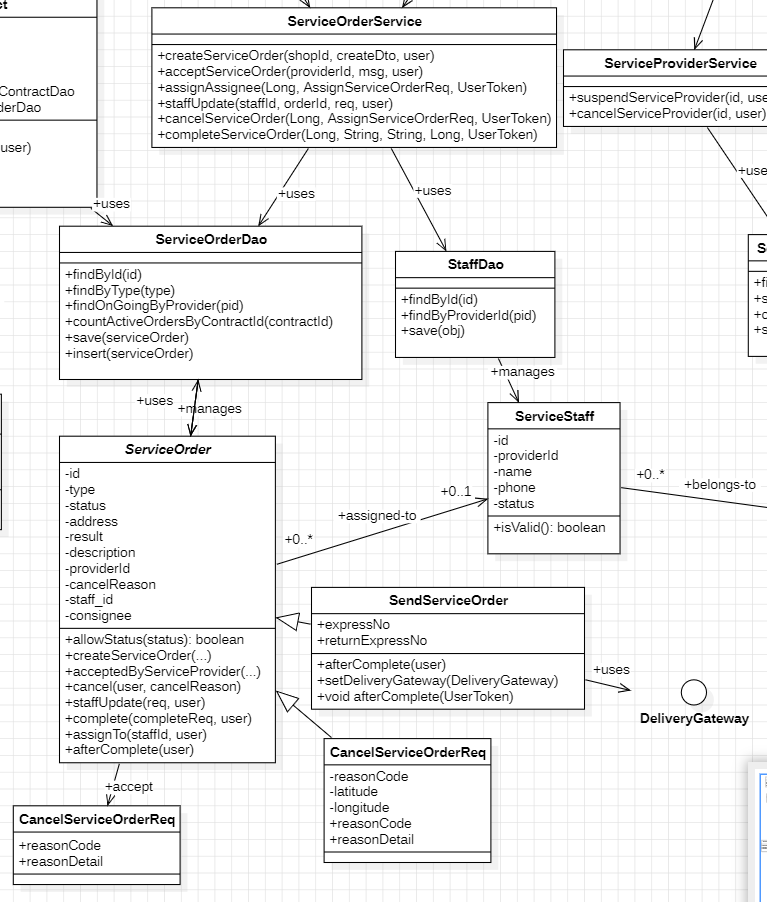 ct
ContractDao
derDao
user)
ServiceOrderService
+createServiceOrder(shopId, createDto, user)
+acceptServiceOrder(providerId, msg, user)
+assignAssignee(Long, AssignServiceOrderReq, UserToken)
+staffUpdate(staffId, orderId, req, user)
+cancelServiceOrder(Long, AssignServiceOrderReq, UserToken)
+completeServiceOrder(Long, String, String, Long, UserToken)
ServiceProviderService
+suspendServiceProvider(id, use
+cancelServiceProvider(id, user)
+uses
+uses
+uses
+use
ServiceOrderDao
+findById(id)
+findByType(type)
+findOnGoingByProvider(pid)
+countActiveOrdersByContractId(contractId)
+save(serviceOrder)
+insert(serviceOrder)
StaffDao
+findById(id)
+findByProviderId(pid)
+save(obj)
S
+fi
+s
+c
+s
+manages
+uses
+manages
ServiceStaff
-id
-providerId
-name
-phone
-status
+isValid(): boolean
+0..*
+belongs-to
ServiceOrder
-id
-type
-status
-address
-result
-description
-providerId
-cancelReason
-staff_id
-consignee
+allowStatus(status): boolean
+createServiceOrder(...)
+acceptedByServiceProvider(...)
+cancel(user, cancelReason)
+staffUpdate(req, user)
+complete(completeReq, user)
+assignTo(staffId, user)
+afterComplete(user)
+0..1
+assigned-to
+0..*
SendServiceOrder
+expressNo
+returnExpressNo
+afterComplete(user)
+setDeliveryGateway(DeliveryGateway)
+void afterComplete(UserToken)
+uses
DeliveryGateway
CancelServiceOrderReq
-reasonCode
-latitude
-longitude
+reasonCode
+reasonDetail
+accept
CancelServiceOrderReq
+reasonCode
+reasonDetail